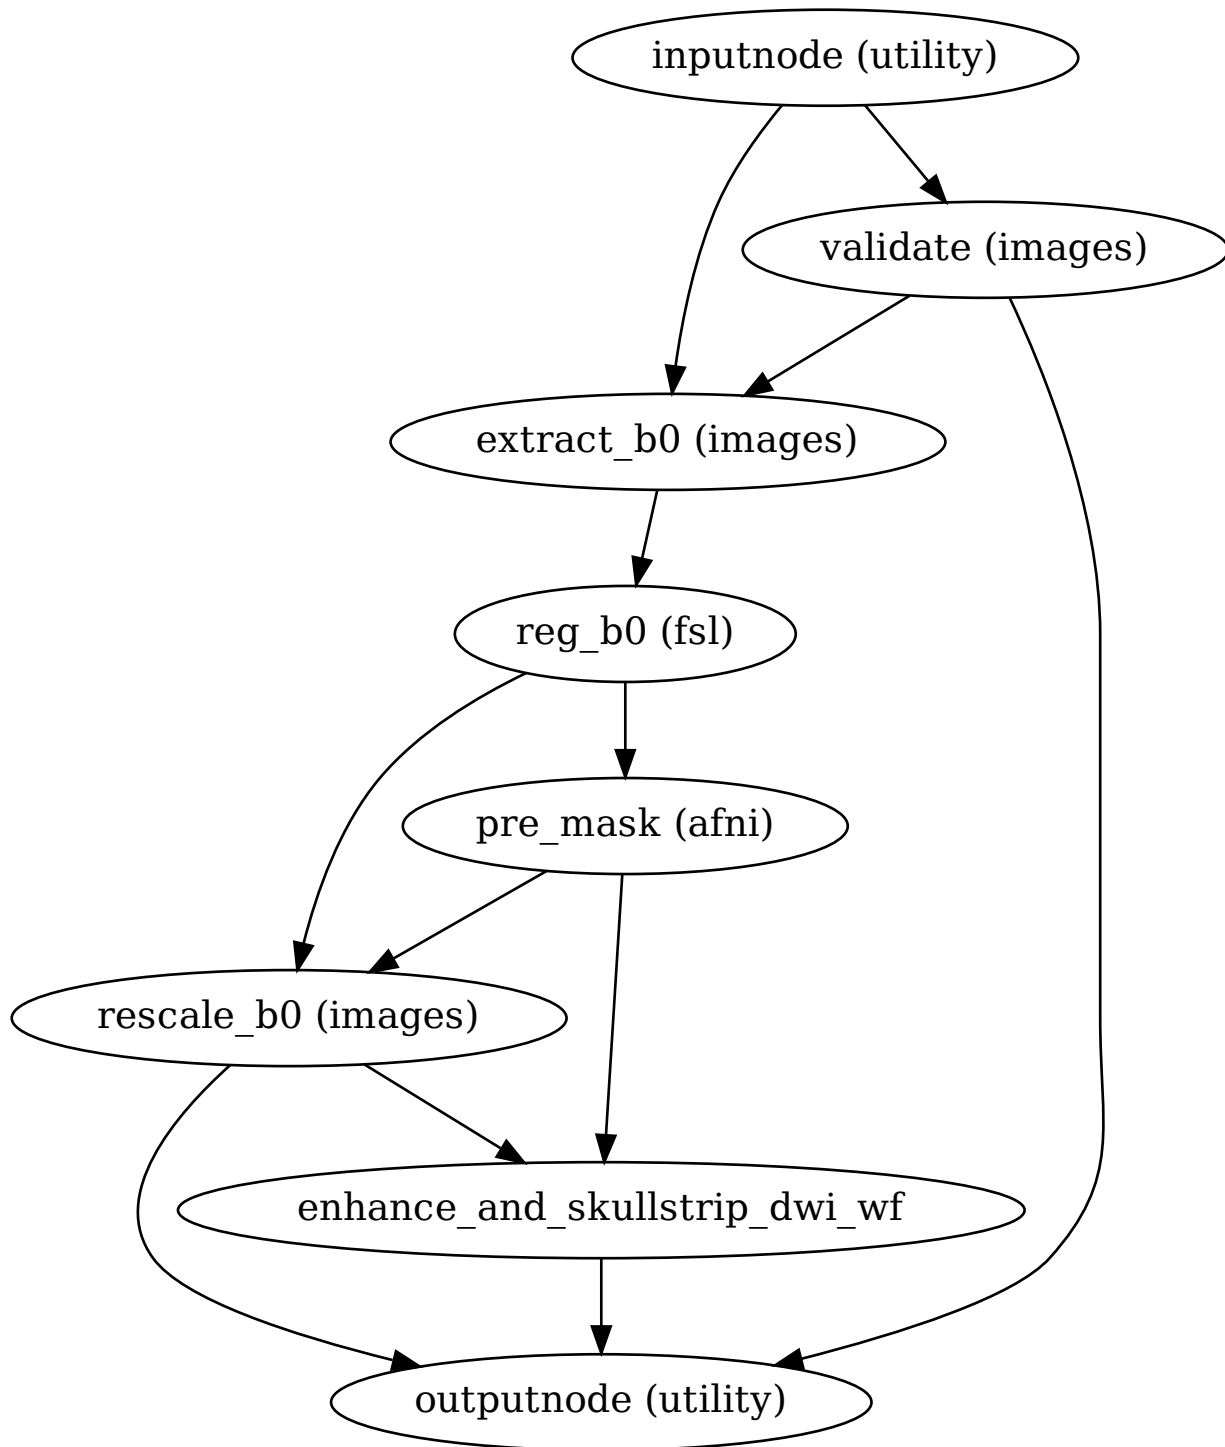 inputnode (utility)
validate (images)
extract_b0 (images)
reg_b0 (fsl)
pre_mask (afni)
rescale_b0 (images)
enhance_and_skullstrip_dwi_wf
outputnode (utility)